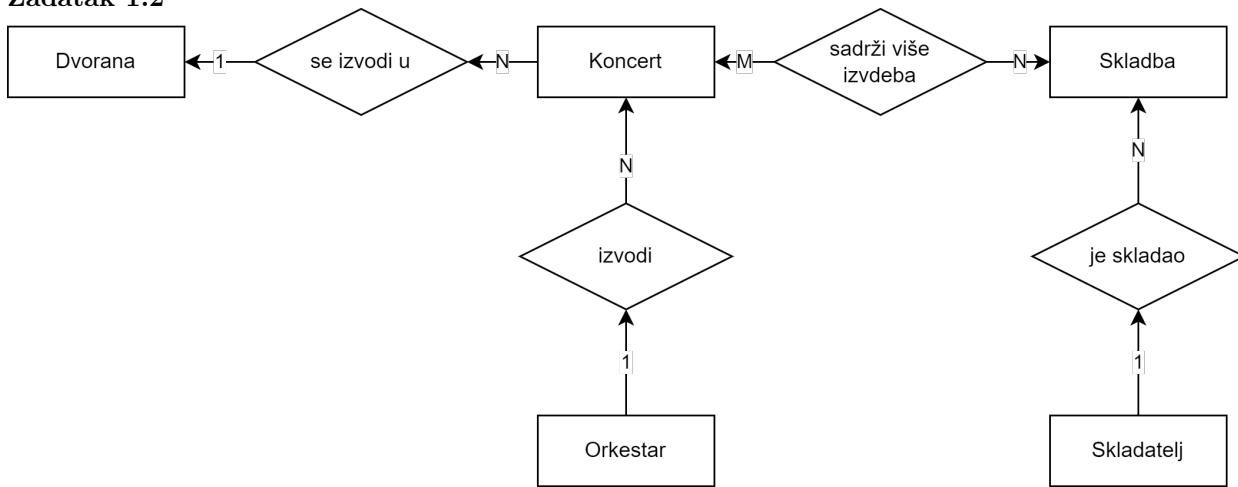 Zadatak 1.2
Dvorana
1
se izvodi u
N
Koncert
M
sadrži više
izvdeba
N
Skladba
N
N
izvodi
je skladao
1
1
Orkestar
Skladatelj